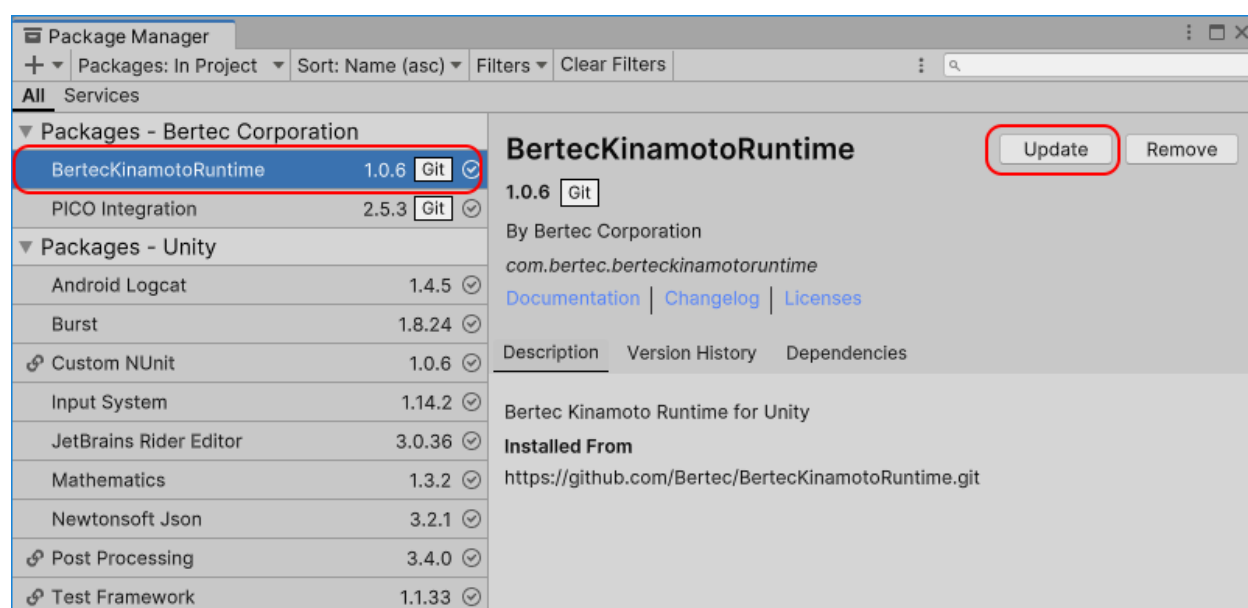 Package Manager
+ Packages: In Project Sort: Name (asc) Filters Clear Filters
All Services
Packages - Bertec Corporation
BertecKinamotoRuntime 1.0.6 Git
PICO Integration 2.5.3 Git
Packages - Unity
Android Logcat 1.4.5
Burst 1.8.24
Custom NUnit 1.0.6
Input System 1.14.2
JetBrains Rider Editor 3.0.36
Mathematics 1.3.2
Newtonsoft Json 3.2.1
Post Processing 3.4.0
Test Framework 1.1.33
BertecKinamotoRuntime Update Remove
1.0.6 Git
By Bertec Corporation
com.bertec.berteckinamotoruntime
Documentation | Changelog | Licenses
Description Version History Dependencies
Bertec Kinamoto Runtime for Unity
Installed From
https://github.com/Bertec/BertecKinamotoRuntime.git